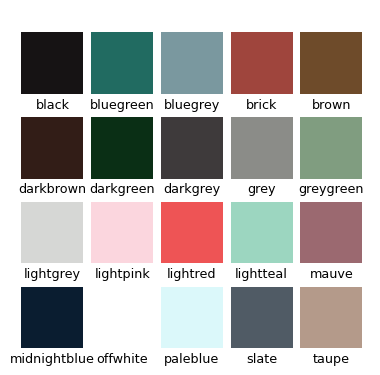 black bluegreen bluegrey brick brown
darkbrown darkgreen darkgrey grey greygreen
lightgrey lightpink lightred lightteal mauve
midnightblue offwhite paleblue slate taupe